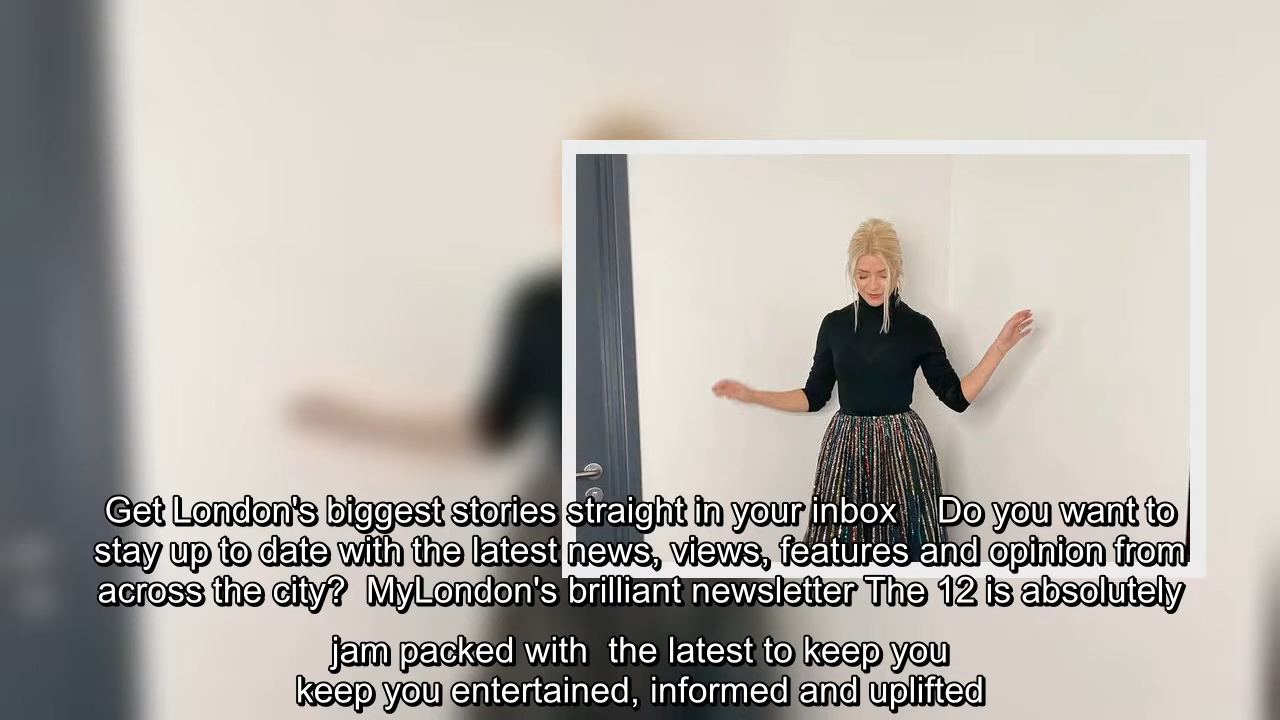 Get London's biggest stories straight in your inbox    Do you want to
stay up to date with the latest news, views, features and opinion from
across the city?  MyLondon's brilliant newsletter The 12 is absolutely
jam packed with  the latest to keep you
keep you entertained, informed and uplifted